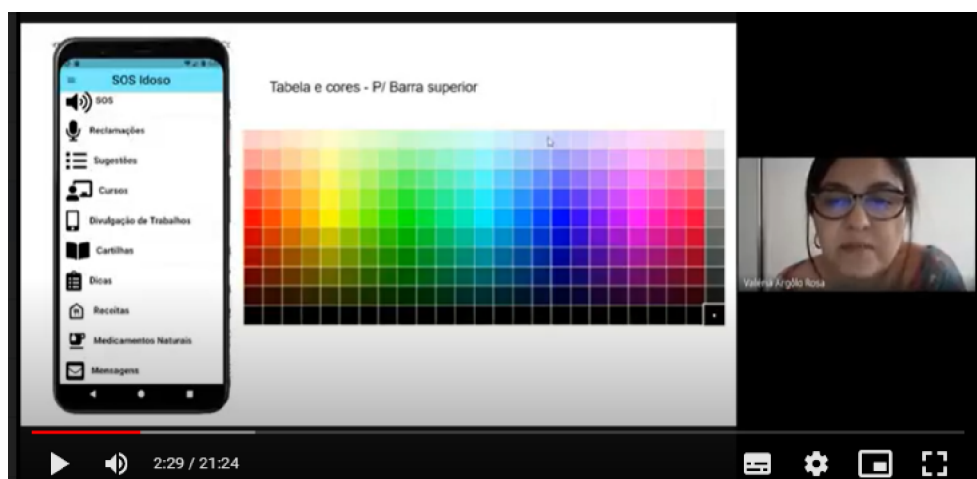 SOS Idoso
SOS
Reclamações
Sugestões
Cursos
Divulgação de Trabalhos
Cartilhas
Dicas
Receitas
Medicamentos Naturais
Mensagens
Tabela e cores - P/ Barra superior
Valéria Argôlo Rosa
2:29 / 21:24